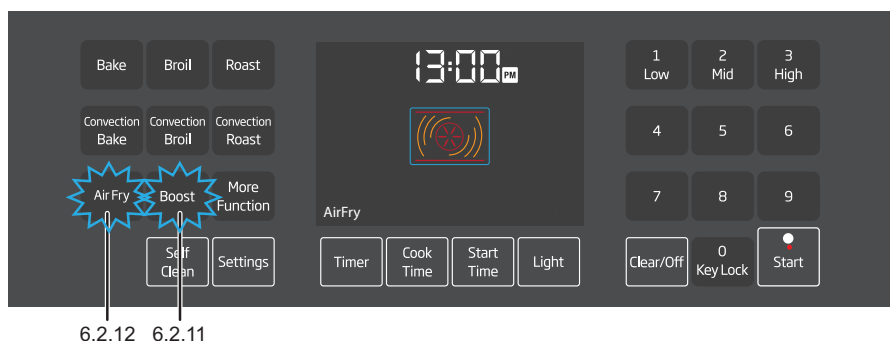 Bake
Broil
Roast
Convection
Bake
Convection
Broil
Convection
Roast
Air Fry
Boost
More
Function
Self
Clean
Settings
13:00 PM
AirFry
Timer
Cook
Time
Start
Time
Light
1
Low
2
Mid
3
High
4
5
6
7
8
9
Clear/Off
0
Key Lock
Start
6.2.12
6.2.11